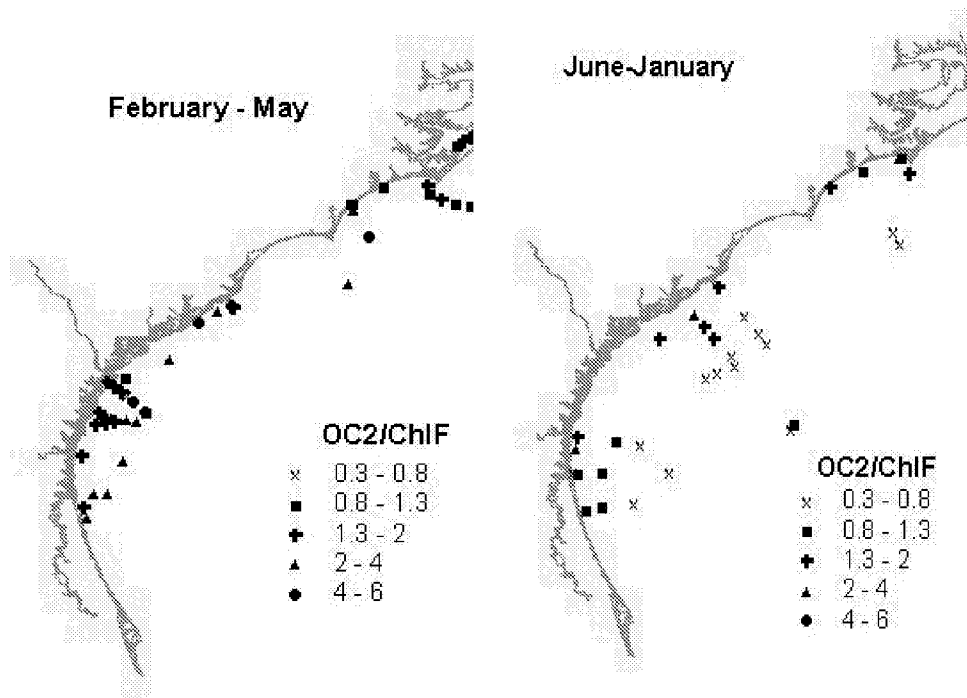 February - May
OC2/ChlF
0.3 - 0.8
0.8 - 1.3
1.3 - 2
2 - 4
4 - 6
June-January
OC2/ChlF
0.3 - 0.8
0.8 - 1.3
1.3 - 2
2 - 4
4 - 6